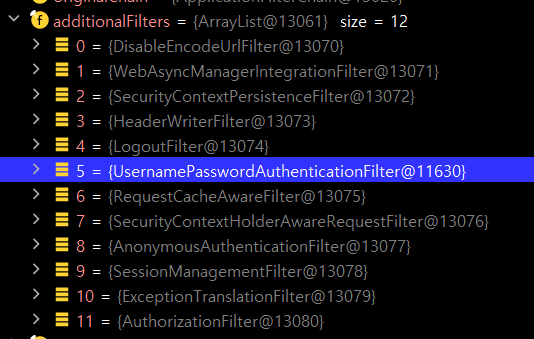 additionalFilters = {ArrayList@13061} size = 12
0 = {DisableEncodeUrlFilter@13070}
1 = {WebAsyncManagerIntegrationFilter@13071}
2 = {SecurityContextPersistenceFilter@13072}
3 = {HeaderWriterFilter@13073}
4 = {LogoutFilter@13074}
5 = {UsernamePasswordAuthenticationFilter@11630}
6 = {RequestCacheAwareFilter@13075}
7 = {SecurityContextHolderAwareRequestFilter@13076}
8 = {AnonymousAuthenticationFilter@13077}
9 = {SessionManagementFilter@13078}
10 = {ExceptionTranslationFilter@13079}
11 = {AuthorizationFilter@13080}